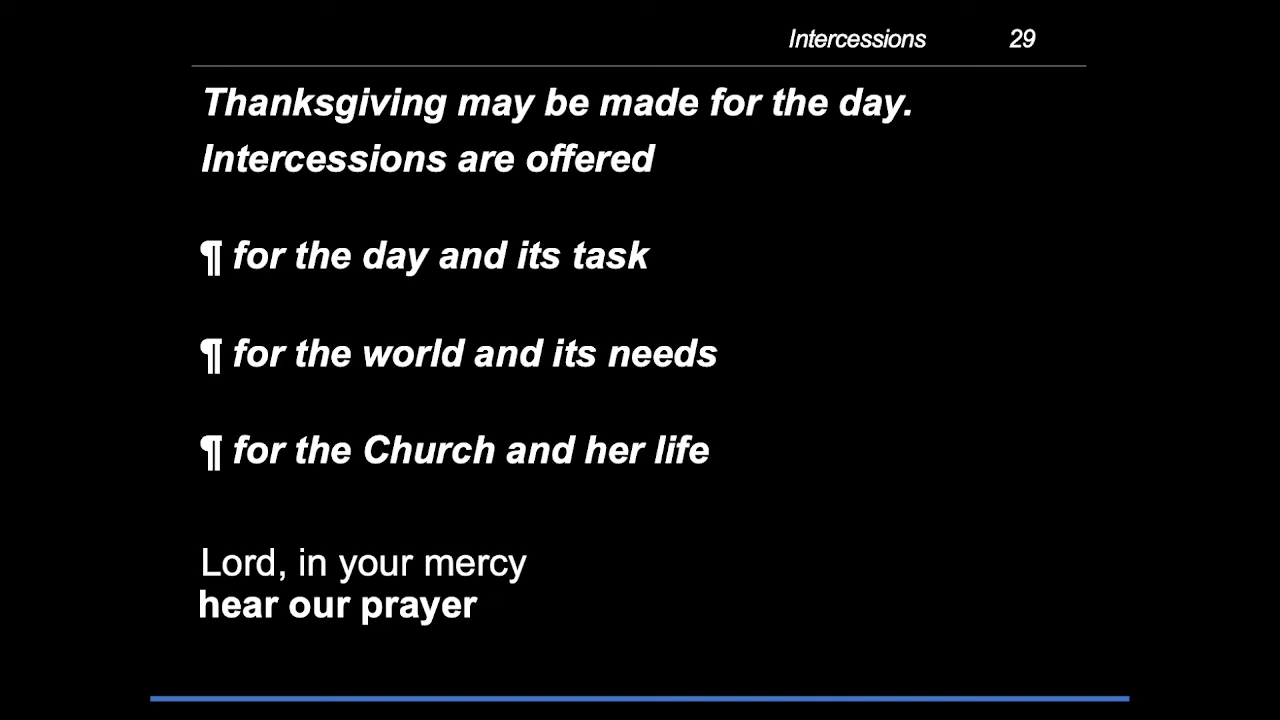 Intercessions 29
Thanksgiving may be made for the day.
Intercessions are offered
¶ for the day and its task
¶ for the world and its needs
¶ for the Church and her life
Lord, in your mercy
hear our prayer